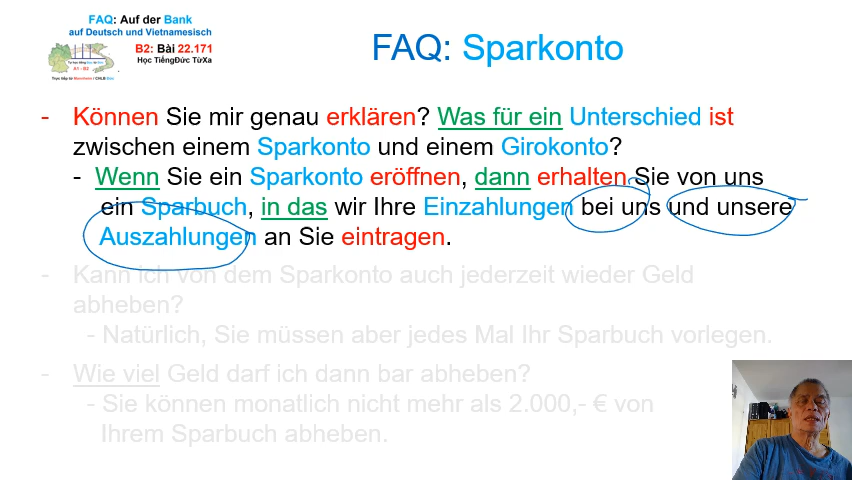 FAQ: Auf der Bank
auf Deutsch und Vietnamesisch
B2: Bài 22.171
Học TiếngĐức TừXa
A1 - B2
FAQ: Sparkonto
- Können Sie mir genau erklären? Was für ein Unterschied ist
zwischen einem Sparkonto und einem Girokonto?
- Wenn Sie ein Sparkonto eröffnen, dann erhalten Sie von uns
ein Sparbuch, in das wir Ihre Einzahlungen bei uns und unsere
Auszahlungen an Sie eintragen.
- Kann ich von dem Sparkonto auch jederzeit wieder Geld
abheben?
- Natürlich, Sie müssen aber jedes Mal Ihr Sparbuch vorlegen.
- Wie viel Geld darf ich dann bar abheben?
- Sie können monatlich nicht mehr als 2.000,- € von
Ihrem Sparbuch abheben.